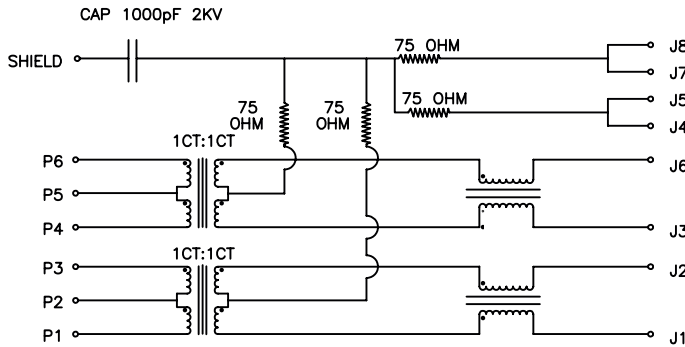 CAP 1000pF 2KV
SHIELD
75 OHM
J8
J7
75 OHM
J5
J4
75
OHM
75
OHM
1CT:1CT
P6
P5
P4
J6
J3
1CT:1CT
P3
P2
P1
J2
J1